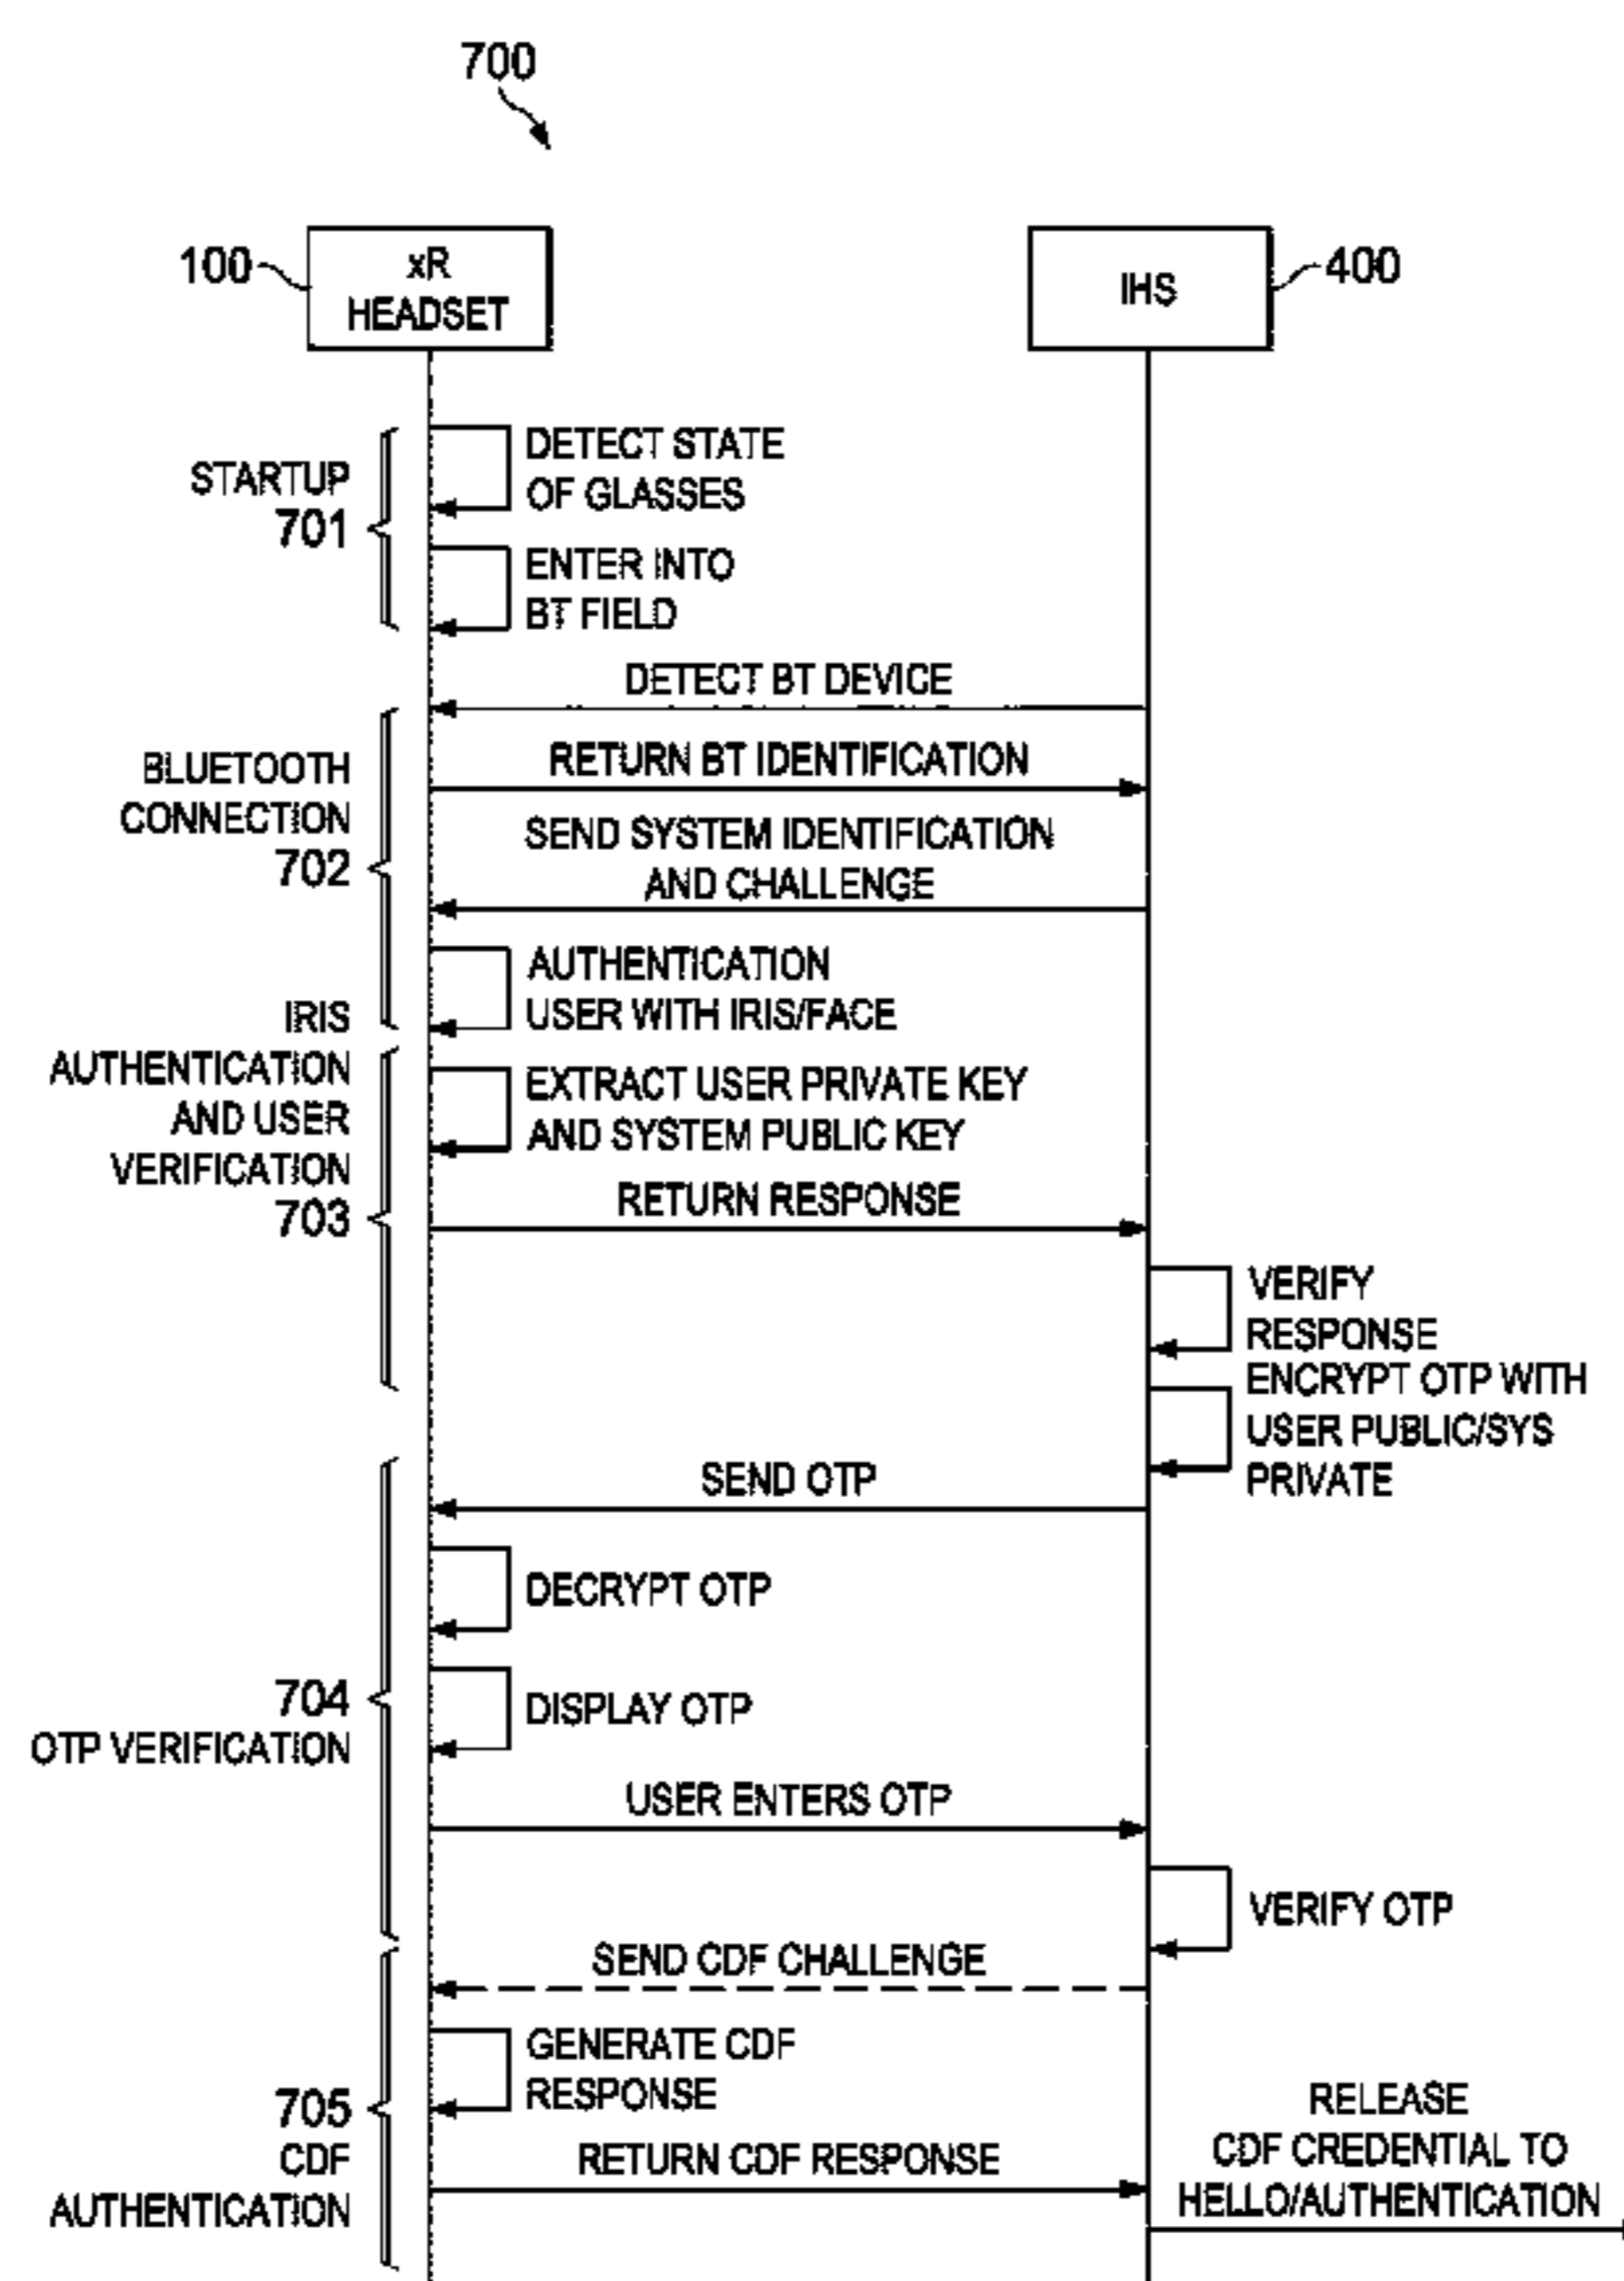 700
100
xR
HEADSET
IHS
400
STARTUP
701
DETECT STATE
OF GLASSES
ENTER INTO
BT FIELD
DETECT BT DEVICE
BLUETOOTH
CONNECTION
702
RETURN BT IDENTIFICATION
SEND SYSTEM IDENTIFICATION
AND CHALLENGE
AUTHENTICATION
USER WITH IRIS/FACE
IRIS
AUTHENTICATION
AND USER
VERIFICATION
703
EXTRACT USER PRIVATE KEY
AND SYSTEM PUBLIC KEY
RETURN RESPONSE
VERIFY
RESPONSE
ENCRYPT OTP WITH
USER PUBLIC/SYS
PRIVATE
SEND OTP
DECRYPT OTP
704
OTP VERIFICATION
DISPLAY OTP
USER ENTERS OTP
VERIFY OTP
SEND CDF CHALLENGE
GENERATE CDF
RESPONSE
705
CDF
AUTHENTICATION
RETURN CDF RESPONSE
RELEASE
CDF CREDENTIAL TO
HELLO/AUTHENTICATION